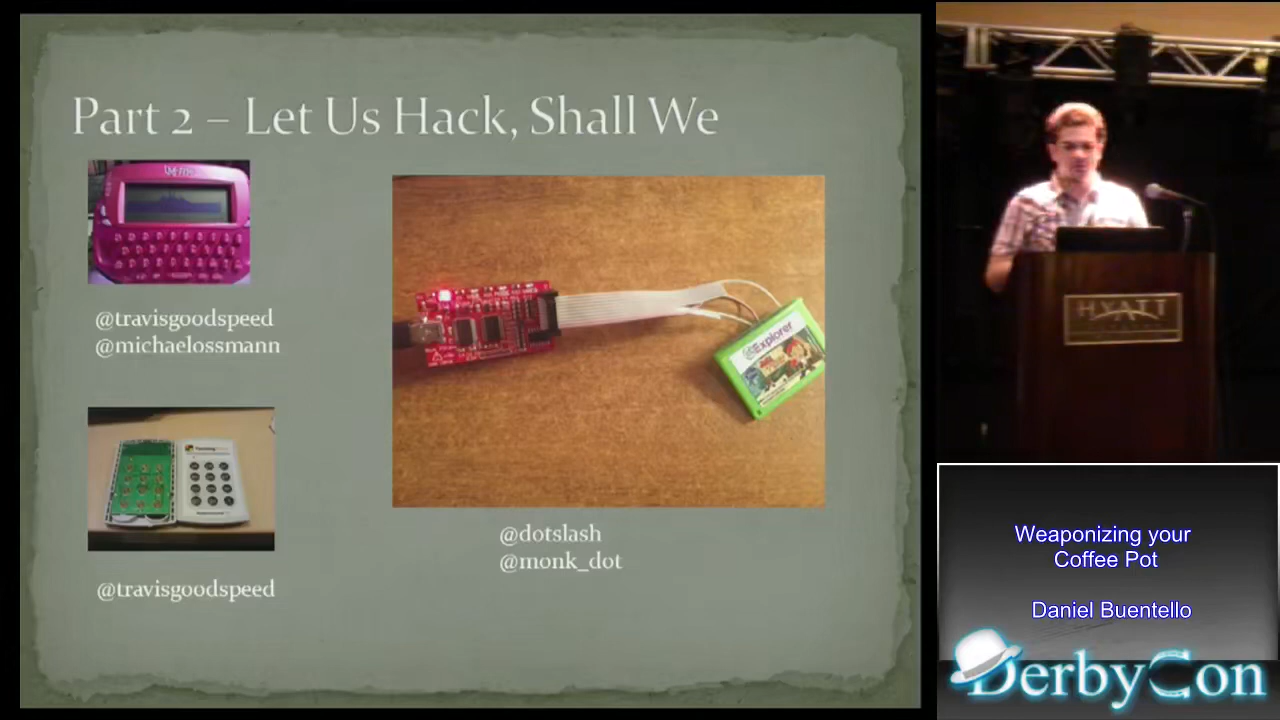 Part 2 – Let Us Hack, Shall We
@travisgoodspeed
@michaelossmann
Explorer
@travisgoodspeed
@dotslash
@monk_dot
HYATT
Weaponizing your
Coffee Pot
Daniel Buentello
DerbyCon